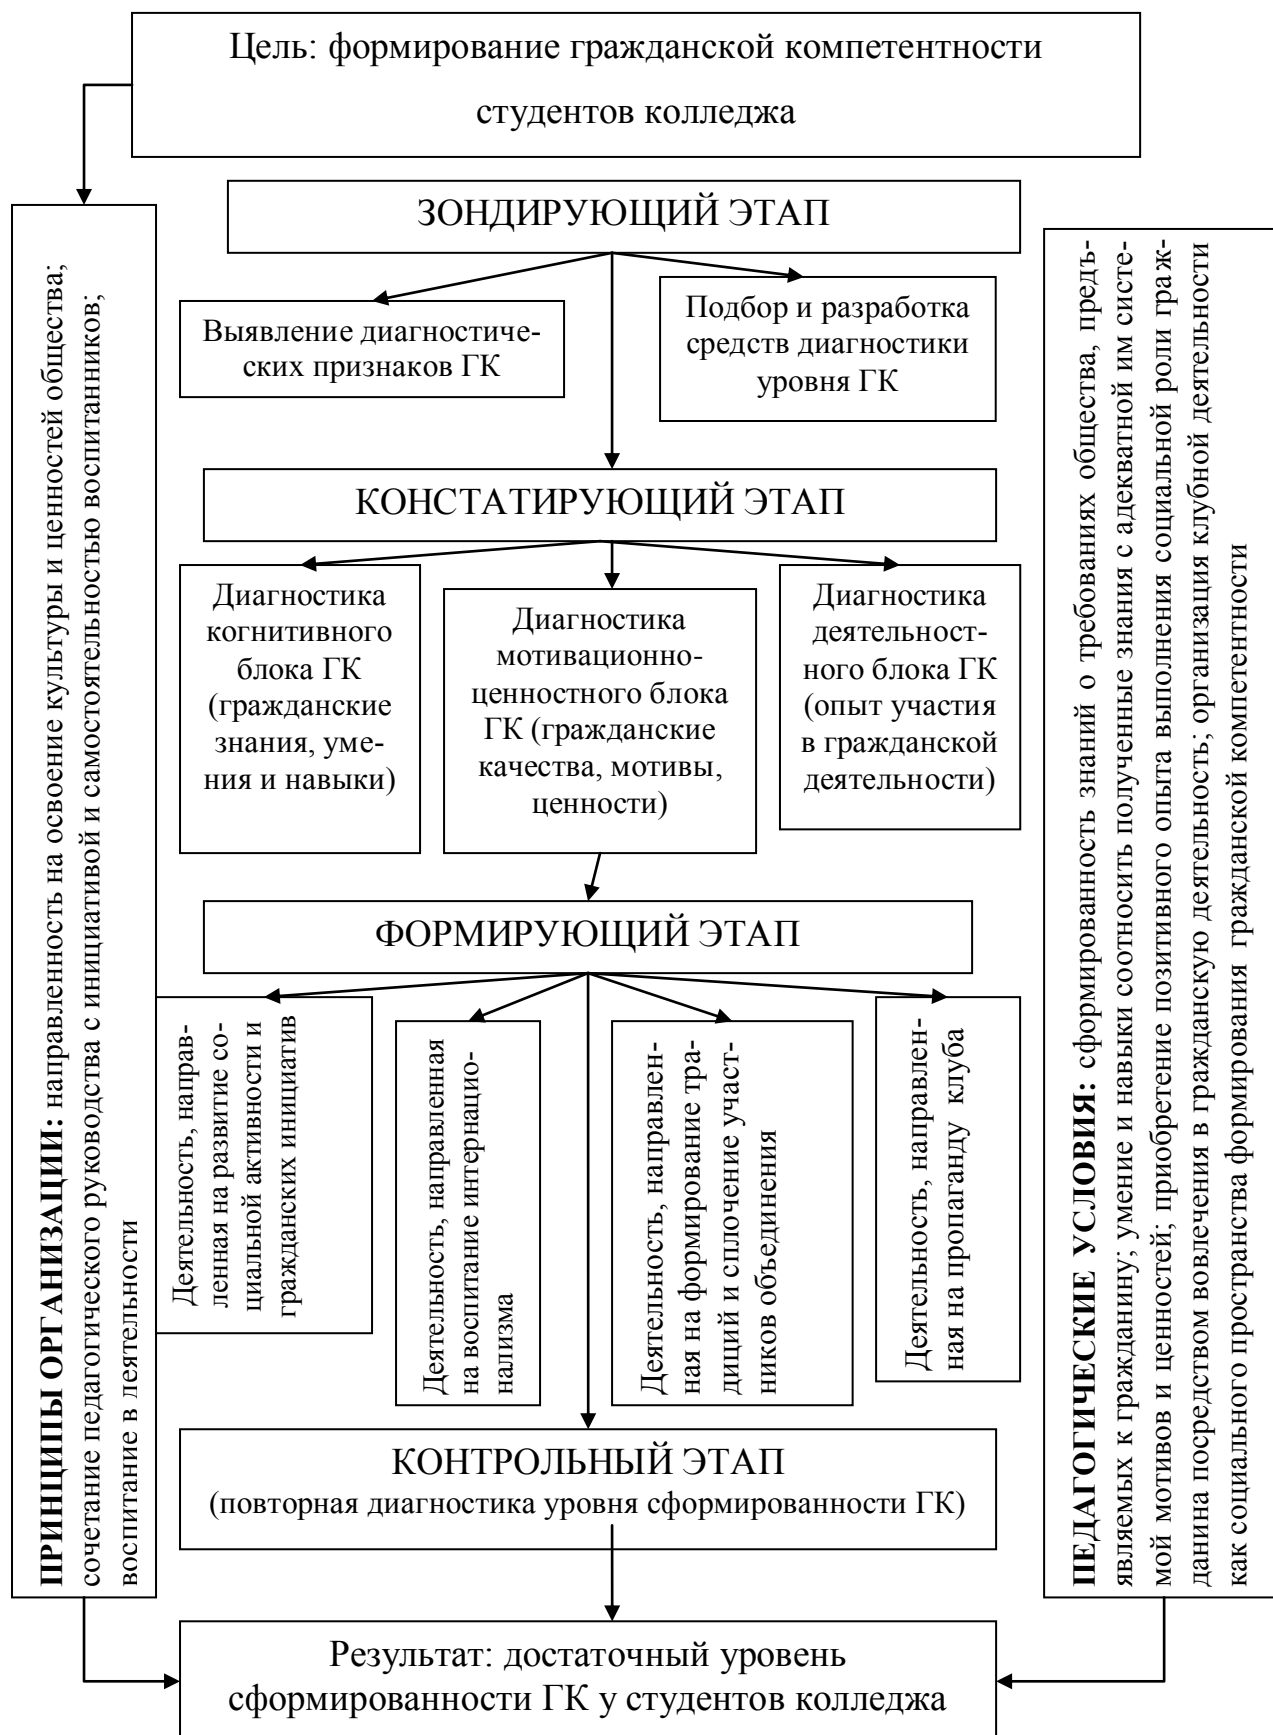 Цель: формирование гражданской компетентности
студентов колледжа
ПРИНЦИПЫ ОРГАНИЗАЦИИ: направленность на освоение культуры и ценностей общества;
сочетание педагогического руководства с инициативой и самостоятельностью воспитанников;
воспитание в деятельности
ЗОНДИРУЮЩИЙ ЭТАП
Выявление диагностиче-
ских признаков ГК
Подбор и разработка
средств диагностики
уровня ГК
КОНСТАТИРУЮЩИЙ ЭТАП
Диагностика
когнитивного
блока ГК
(гражданские
знания, уме-
ния и навыки)
Диагностика
мотивационно-
ценностного блока
ГК (гражданские
качества, мотивы,
ценности)
Диагностика
деятельност-
ного блока ГК
(опыт участия
в гражданской
деятельности)
ФОРМИРУЮЩИЙ ЭТАП
Деятельность, направ-
ленная на развитие со-
циальной активности и
гражданских инициатив
Деятельность, направленная
на воспитание интернацио-
нализма
Деятельность, направлен-
ная на формирование тра-
диций и сплочение участ-
ников объединения
Деятельность, направлен-
ная на пропаганду клуба
КОНТРОЛЬНЫЙ ЭТАП
(повторная диагностика уровня сформированности ГК)
ПЕДАГОГИЧЕСКИЕ УСЛОВИЯ: сформированность знаний о требованиях общества, предъ-
являемых к гражданину; умение и навыки соотносить полученные знания с адекватной им систе-
мой мотивов и ценностей; приобретение позитивного опыта выполнения социальной роли граж-
данина посредством вовлечения в гражданскую деятельность; организация клубной деятельности
как социального пространства формирования гражданской компетентности
Результат: достаточный уровень
сформированности ГК у студентов колледжа